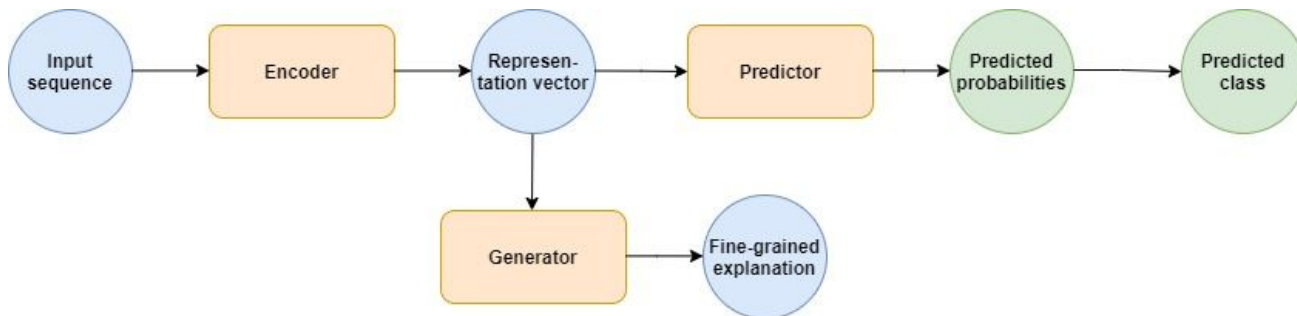 Input
sequence
Encoder
Represen-
tation vector
Predictor
Predicted
probabilities
Predicted
class
Generator
Fine-grained
explanation